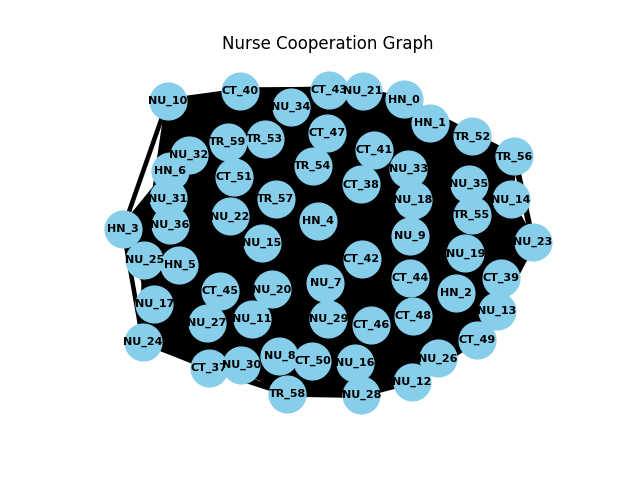 Nurse Cooperation Graph
CT_40
CT_43
NU_21
NU_10
HN_0
NU_34
HN_1
CT_47
TR_52
TR_53
TR_59
CT_41
NU_32
TR_56
TR_54
NU_33
HN_6
CT_51
CT_38
NU_35
NU_31
TR_57
NU_18
NU_14
NU_22
TR_55
HN_4
NU_36
HN_3
NU_9
NU_15
NU_23
NU_19
CT_42
NU_25
HN_5
CT_44
CT_39
NU_7
NU_20
CT_45
HN_2
NU_17
NU_13
CT_48
NU_11
NU_29
NU_27
CT_46
CT_49
NU_24
NU_8
NU_26
CT_50
NU_16
NU_30
CT_37
NU_12
TR_58
NU_28